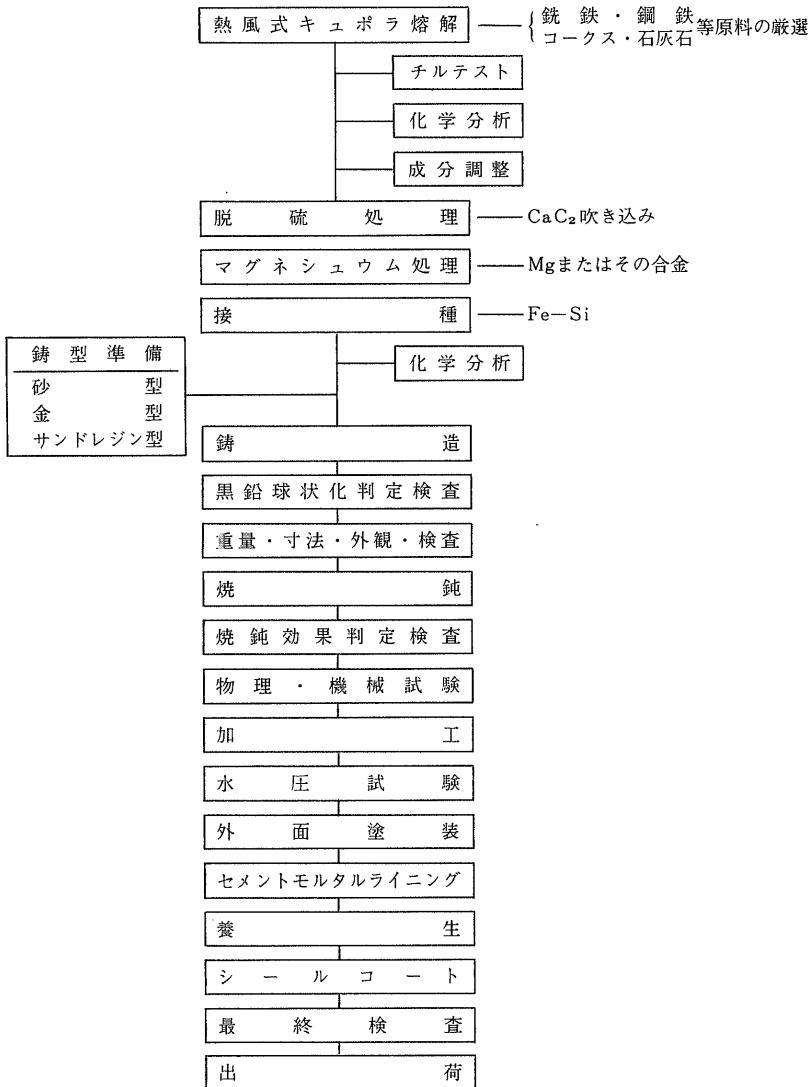 熱風式キュポラ熔解
銑鉄・鋼鉄
コークス・石灰石
等原料の厳選
チルテスト
化学分析
成分調整
脱硫処理
CaC₂吹き込み
マグネシュウム処理
Mgまたはその合金
接種
Fe－Si
化学分析
鋳型準備
砂型
金型
サンドレジン型
鋳造
黒鉛球状化判定検査
重量・寸法・外観・検査
焼鈍
焼鈍効果判定検査
物理・機械試験
加工
水圧試験
外面塗装
セメントモルタルライニング
養生
シールコート
最終検査
出荷